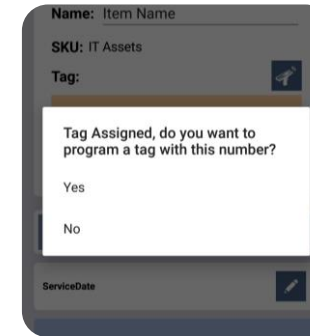 Name: Item Name
SKU: IT Assets
Tag:
Tag Assigned, do you want to
program a tag with this number?
Yes
No
ServiceDate